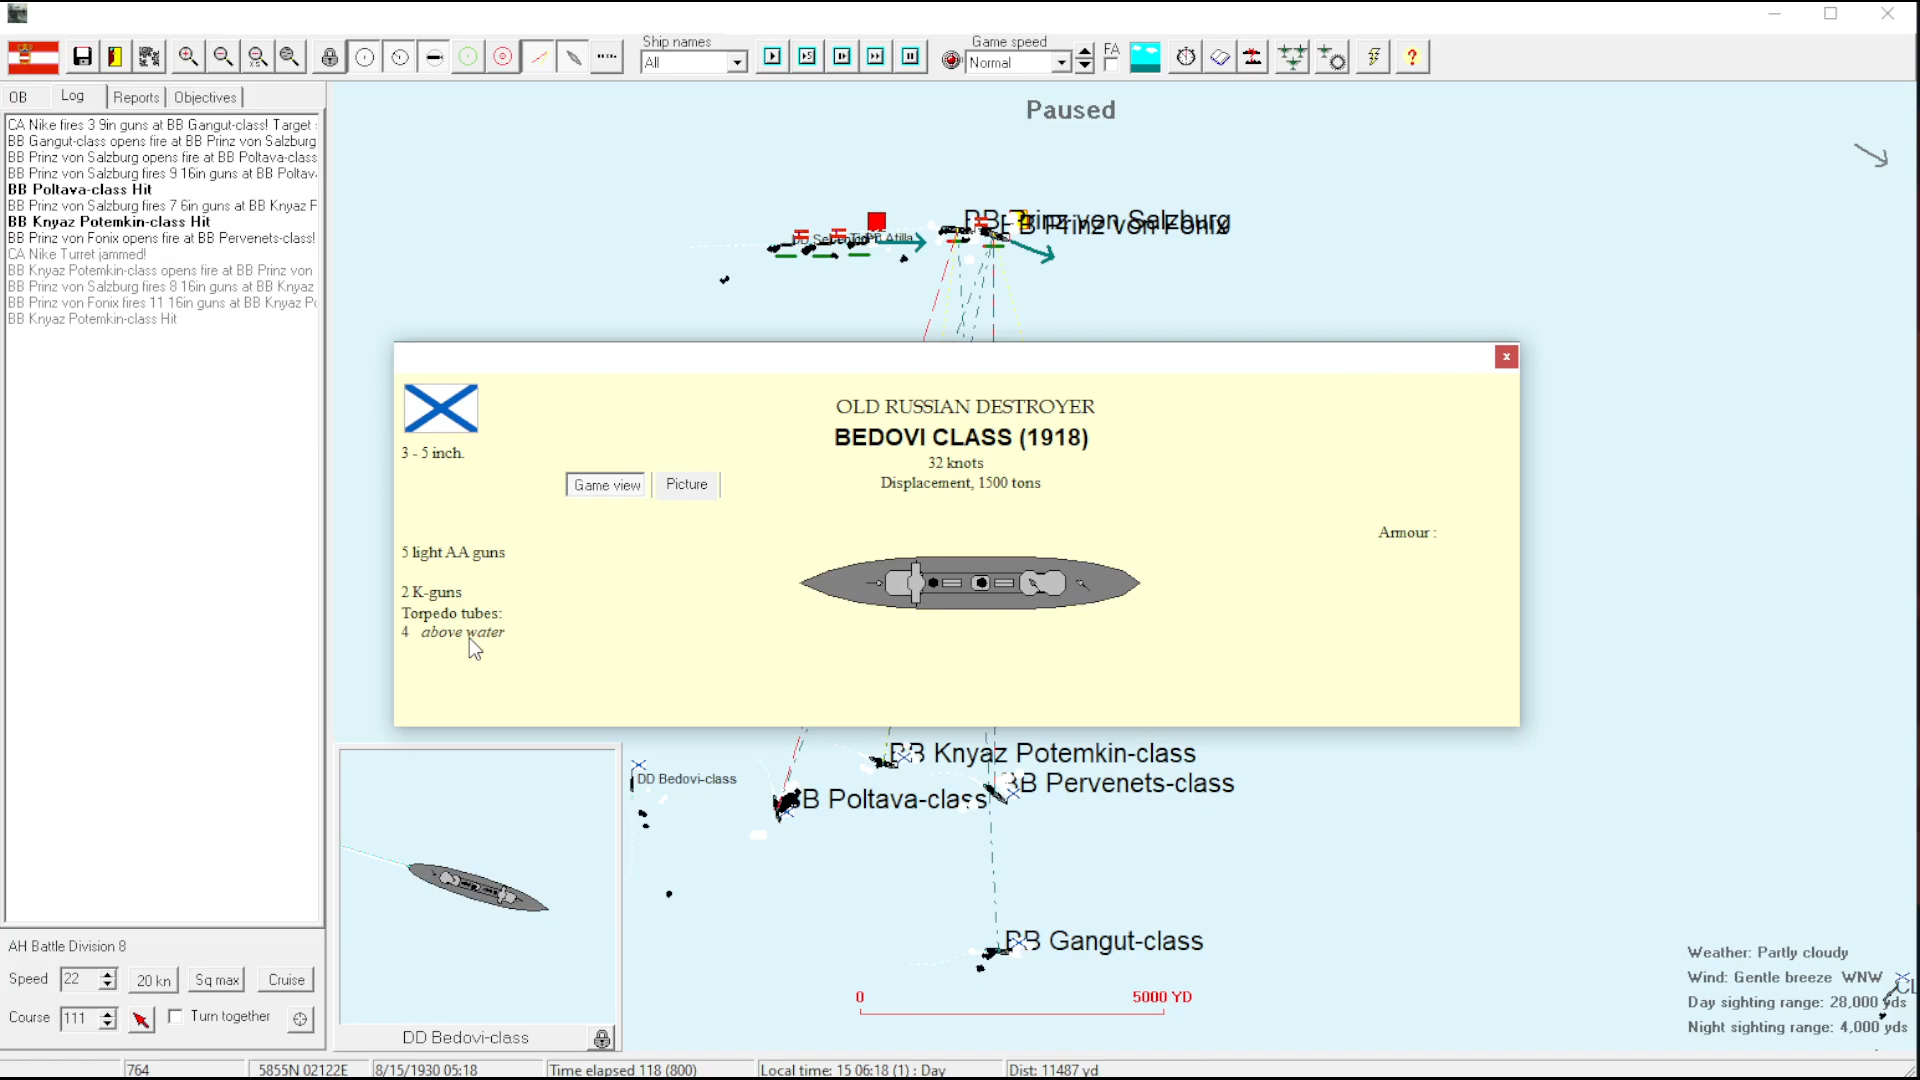 Ship names
All
Game speed
Normal
FA
OB
Log
Reports
Objectives
CA Nike fires 3 9in guns at BB Gangut-class! Target
BB Gangut-class opens fire at BB Prinz von Salzburg
BB Prinz von Salzburg opens fire at BB Poltava-class
BB Prinz von Salzburg fires 9 16in guns at BB Poltav
BB Poltava-class Hit
BB Prinz von Salzburg fires 7 6in guns at BB Knyaz F
BB Knyaz Potemkin-class Hit
BB Prinz von Fonix opens fire at BB Pervenets-class!
CA Nike Turret jammed!
BB Knyaz Potemkin-class opens fire at BB Prinz von
BB Prinz von Salzburg fires 8 16in guns at BB Knyaz
BB Prinz von Fonix fires 11 16in guns at BB Knyaz P
BB Knyaz Potemkin-class Hit
Paused
BB Prinz von Salzburg
BB Prinz von Fonix
Atilla
OLD RUSSIAN DESTROYER
BEDOVI CLASS (1918)
32 knots
Displacement, 1500 tons
3 - 5 inch.
Game view
Picture
Armour :
5 light AA guns
2 K-guns
Torpedo tubes:
4 above water
BB Knyaz Potemkin-class
DD Bedovi-class
BB Pervenets-class
BB Poltava-class
BB Gangut-class
0
5000 YD
DD Bedovi-class
AH Battle Division 8
Speed
22
20 kn
Sq max
Cruise
Course
111
Turn together
Weather: Partly cloudy
Wind: Gentle breeze WNW
CL
Day sighting range: 28,000 yds
Night sighting range: 4,000 yds
764
5855N 02122E
8/15/1930 05:18
Time elapsed 118 (800)
Local time: 15 06:18 (1) : Day
Dist: 11487 yd